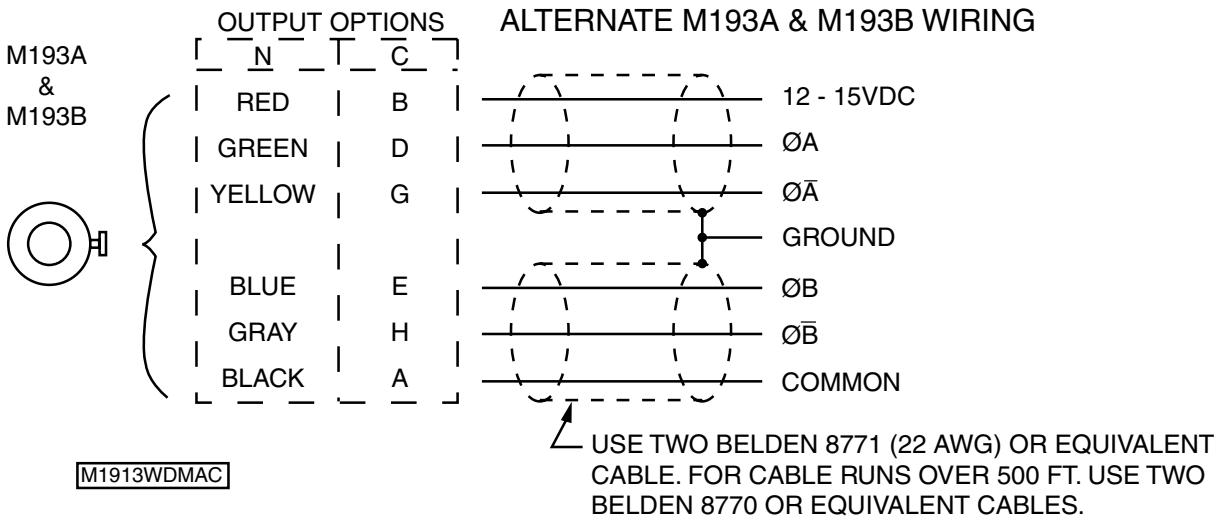 OUTPUT OPTIONS
ALTERNATE M193A & M193B WIRING
M193A
&
M193B
N C
RED B 12 - 15VDC
GREEN D ØA
YELLOW G ØA̅
GROUND
BLUE E ØB
GRAY H ØB̅
BLACK A COMMON
USE TWO BELDEN 8771 (22 AWG) OR EQUIVALENT
CABLE. FOR CABLE RUNS OVER 500 FT. USE TWO
BELDEN 8770 OR EQUIVALENT CABLES.
M1913WDMAC